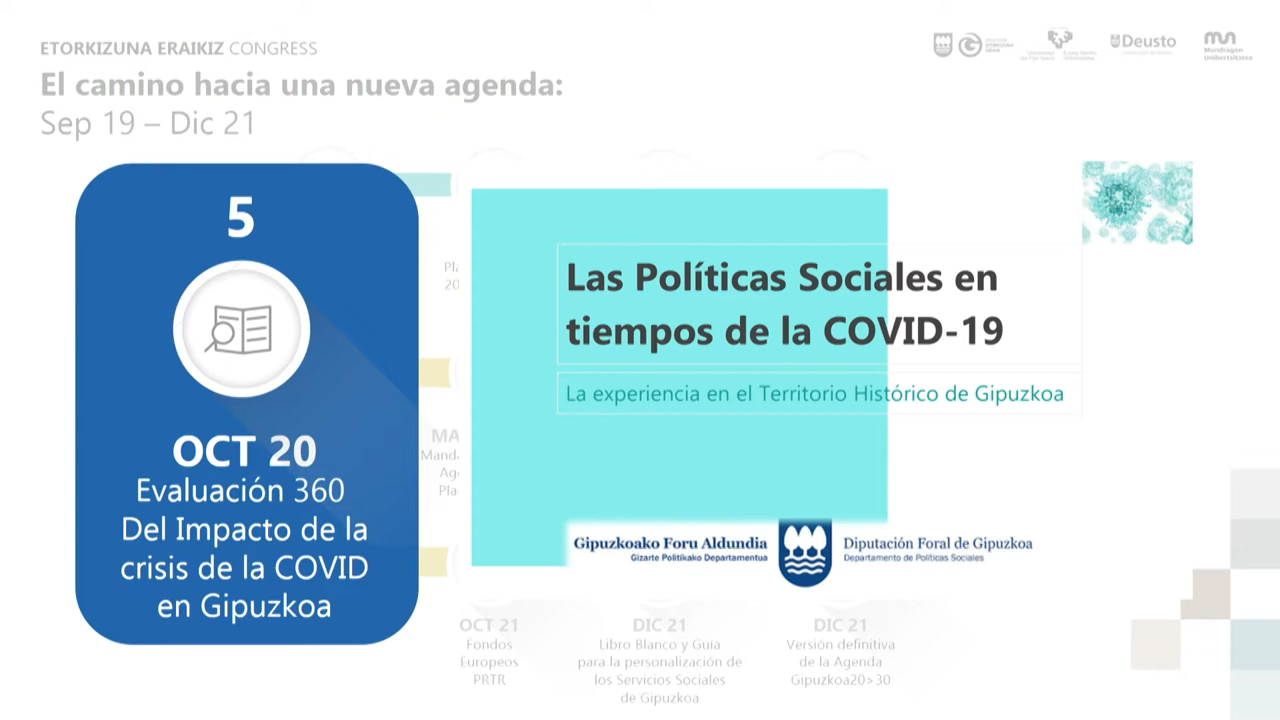 ETORKIZUNA ERAIKIZ CONGRESS
El camino hacia una nueva agenda:
Sep 19 – Dic 21
Deusto
Mondragon
Unibertsitatea
5
OCT 20
Evaluación 360
Del Impacto de la
crisis de la COVID
en Gipuzkoa
Las Políticas Sociales en
tiempos de la COVID-19
La experiencia en el Territorio Histórico de Gipuzkoa
Gipuzkoako Foru Aldundia
Gizarte Politikako Departamentua
Diputación Foral de Gipuzkoa
Departamento de Políticas Sociales
OCT 21
Fondos
Europeos
PRTR
DIC 21
Libro Blanco y Guía
para la personalización de
los Servicios Sociales
de Gipuzkoa
DIC 21
Versión definitiva
de la Agenda
Gipuzkoa20>30